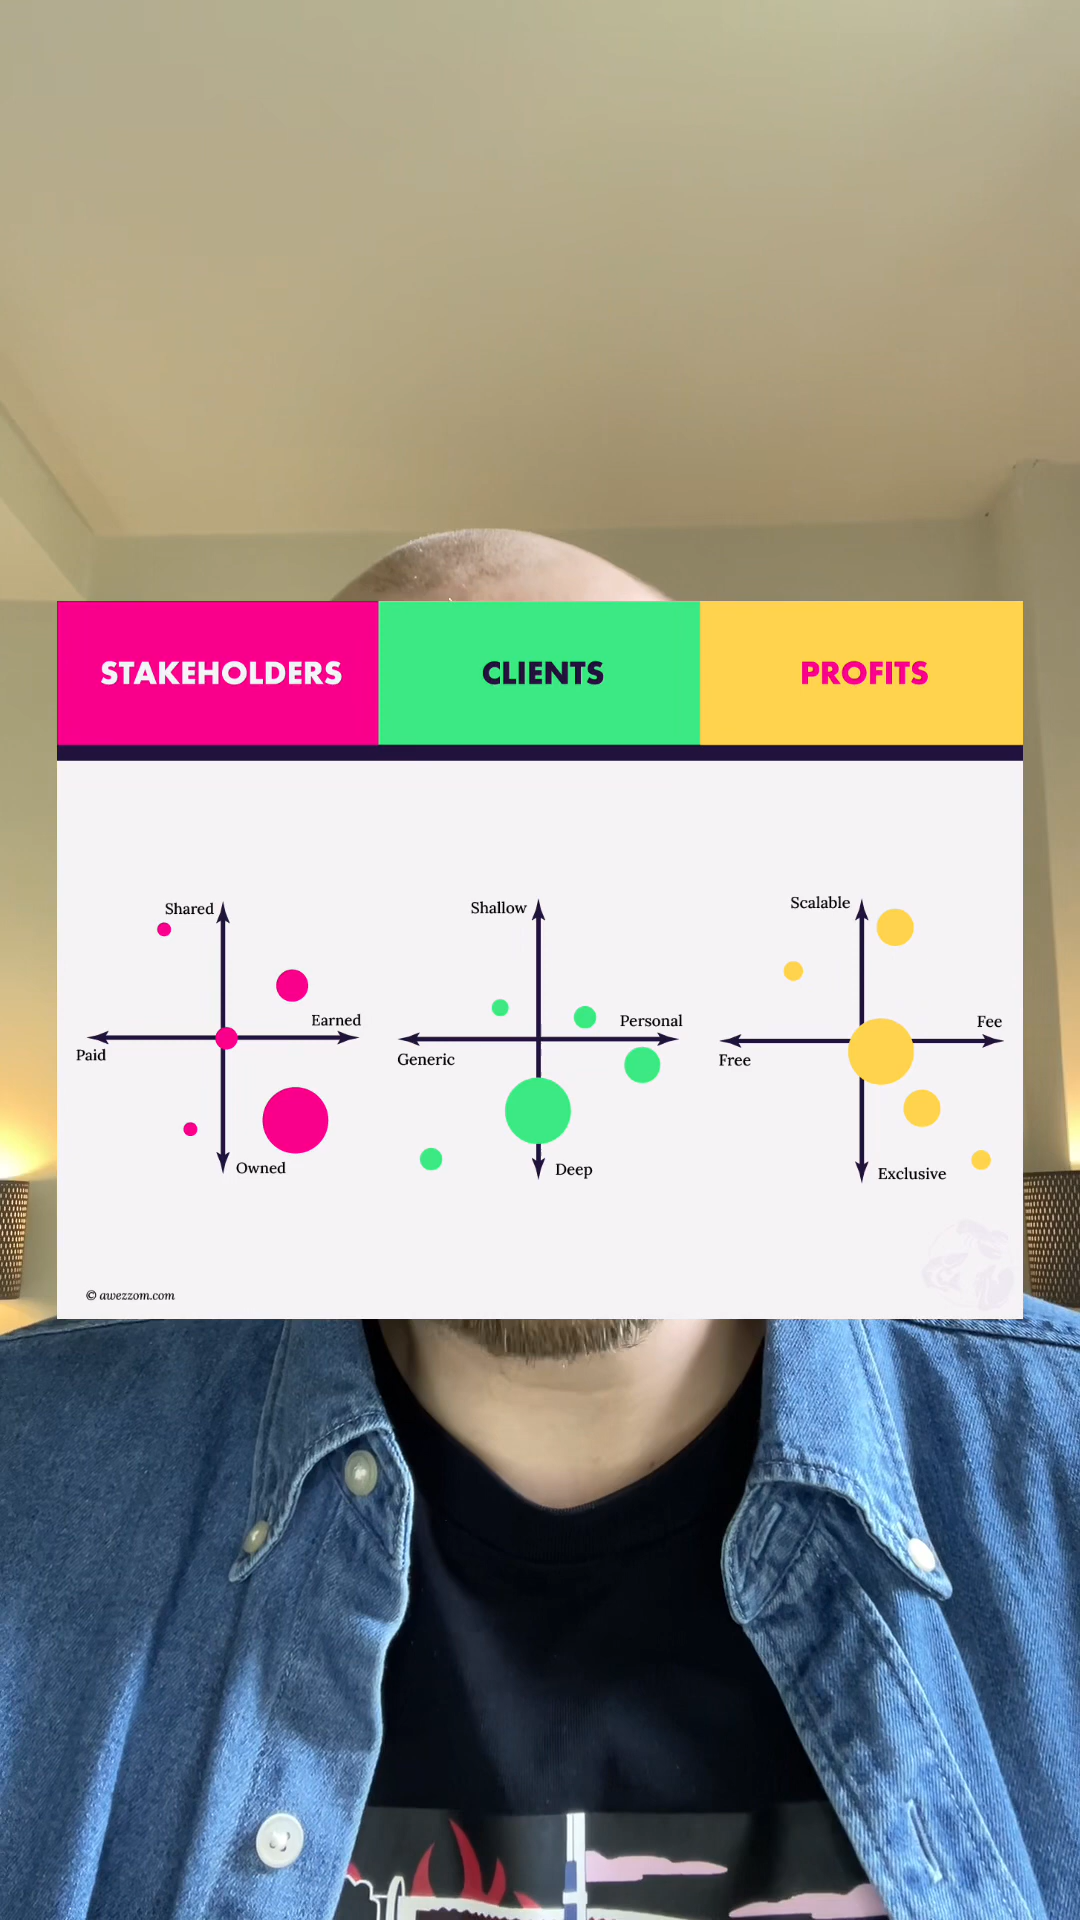 STAKEHOLDERS
CLIENTS
PROFITS
Shared
Earned
Paid
Owned
Shallow
Personal
Generic
Deep
Scalable
Fee
Free
Exclusive
© awezzom.com